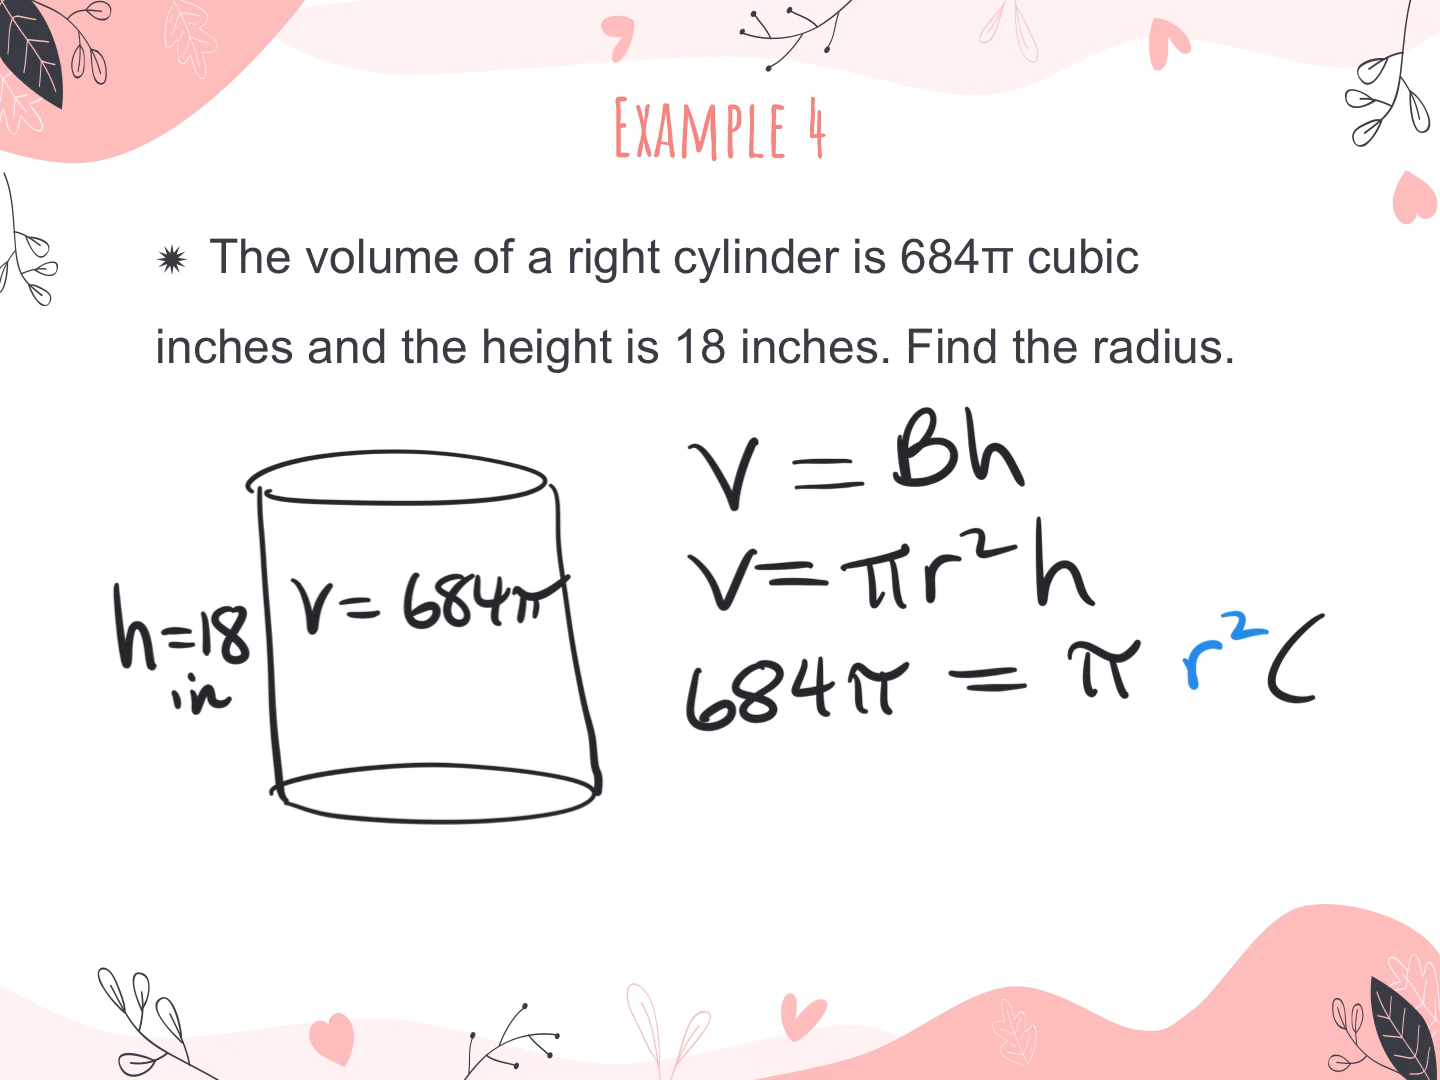 EXAMPLE 4
✷ The volume of a right cylinder is 684π cubic
inches and the height is 18 inches. Find the radius.
h=18
in
V= 684π
V = Bh
V=πr²h
684π = π r²(